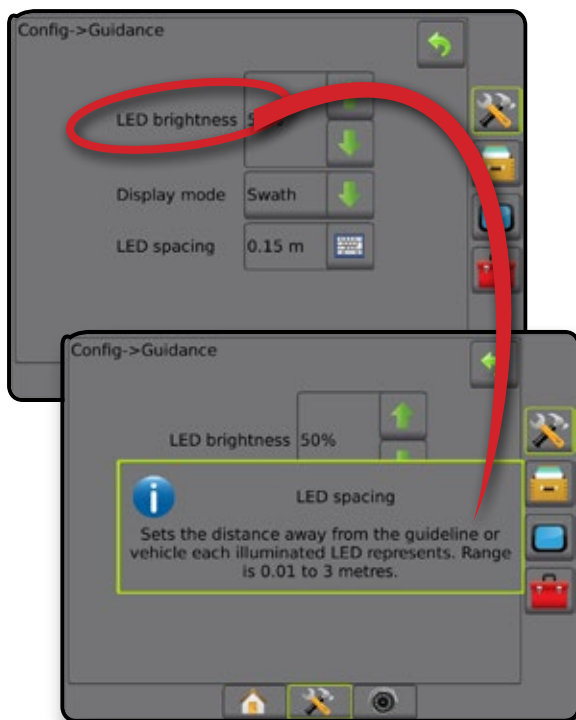 Config->Guidance
LED brightness
Display mode Swath
LED spacing 0.15 m
Config->Guidance
LED brightness 50%
LED spacing
Sets the distance away from the guideline or
vehicle each illuminated LED represents. Range
is 0.01 to 3 metres.